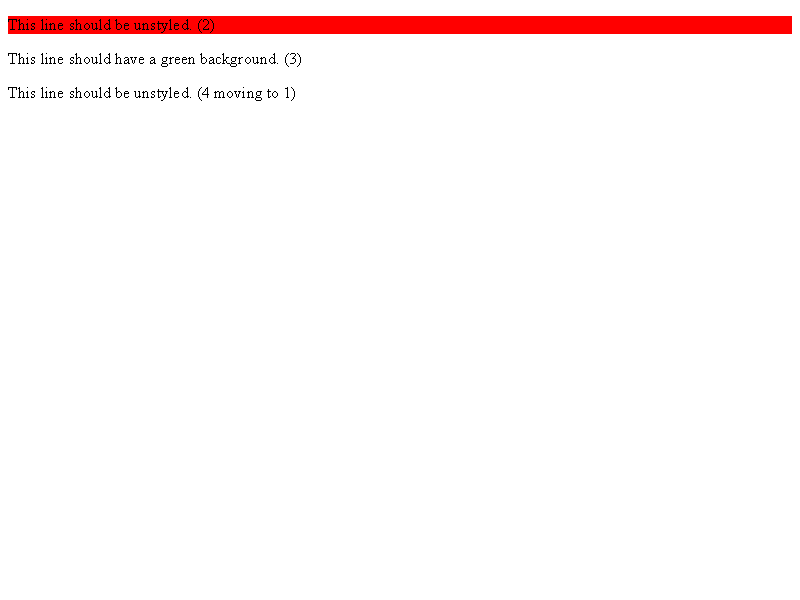 This line should be unstyled. (2)
This line should have a green background. (3)
This line should be unstyled. (4 moving to 1)